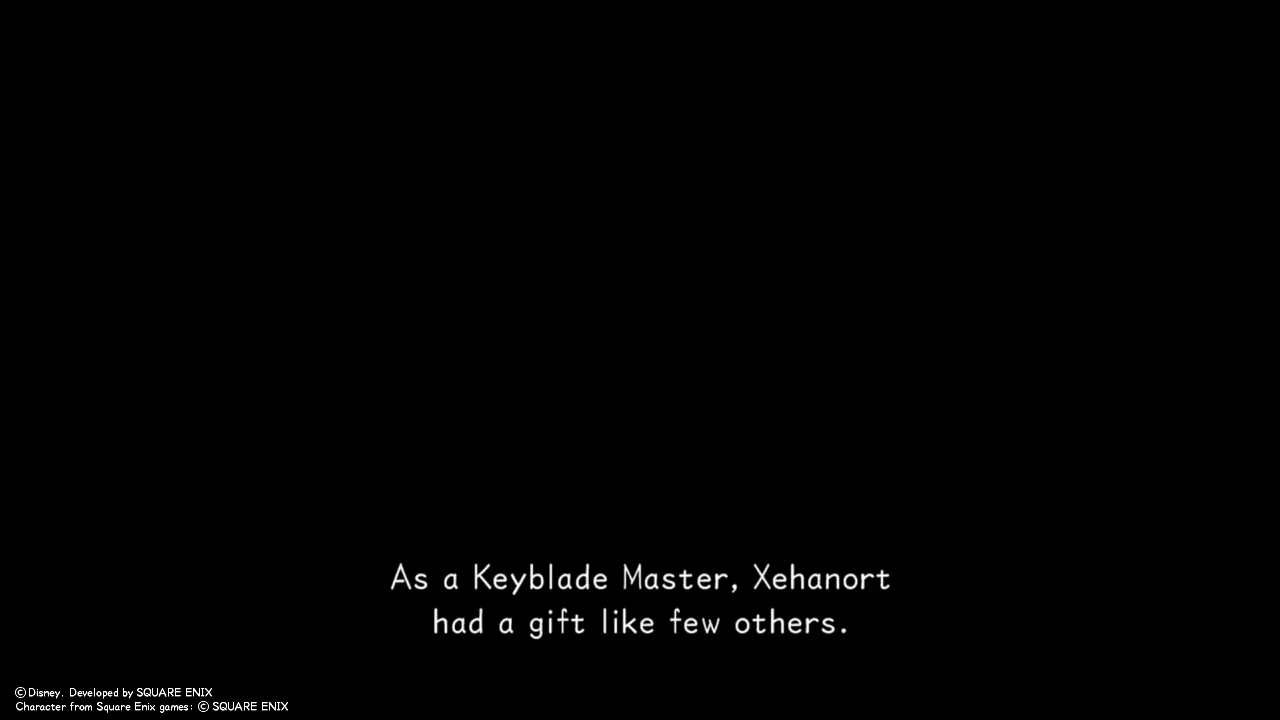 As a Keyblade Master, Xehanort
had a gift like few others.
©Disney. Developed by SQUARE ENIX
Character from Square Enix games: © SQUARE ENIX